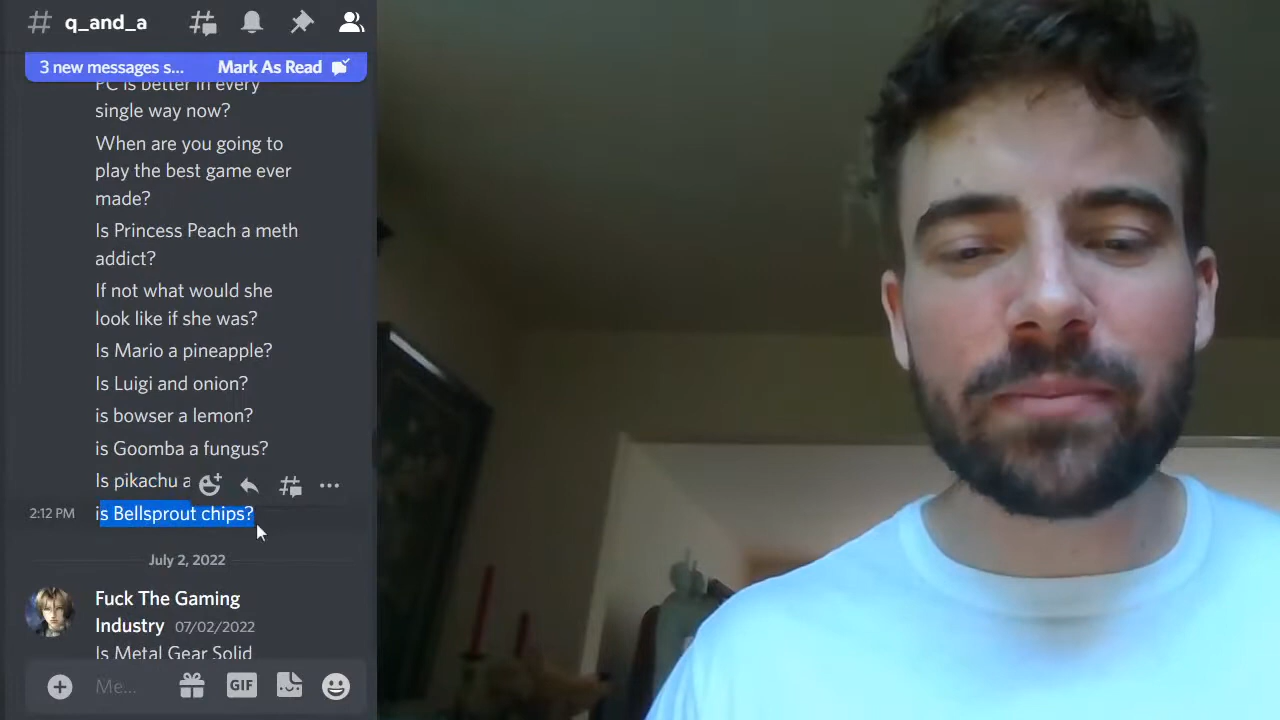 q_and_a
3 new messages s... Mark As Read
PC is better in every
single way now?
When are you going to
play the best game ever
made?
Is Princess Peach a meth
addict?
If not what would she
look like if she was?
Is Mario a pineapple?
Is Luigi and onion?
is bowser a lemon?
is Goomba a fungus?
Is pikachu a
2:12 PM is Bellsprout chips?
July 2, 2022
Fuck The Gaming
Industry 07/02/2022
Is Metal Gear Solid
Me... GIF